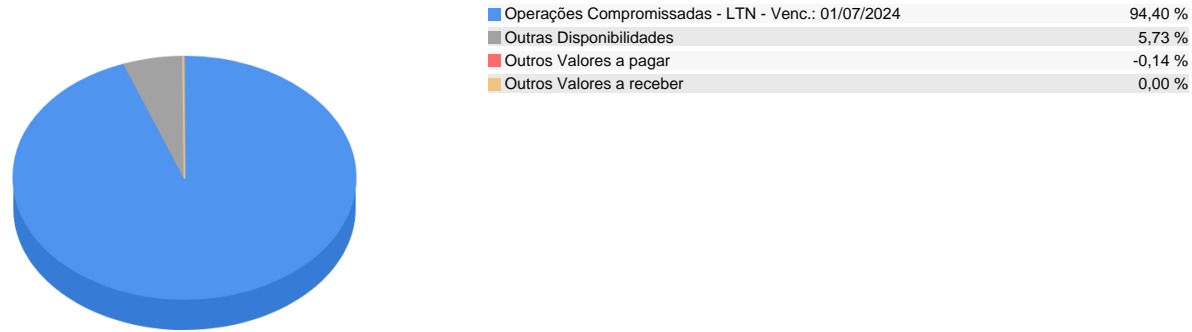 Operações Compromissadas - LTN - Venc.: 01/07/2024 94,40 %
Outras Disponibilidades 5,73 %
Outros Valores a pagar -0,14 %
Outros Valores a receber 0,00 %